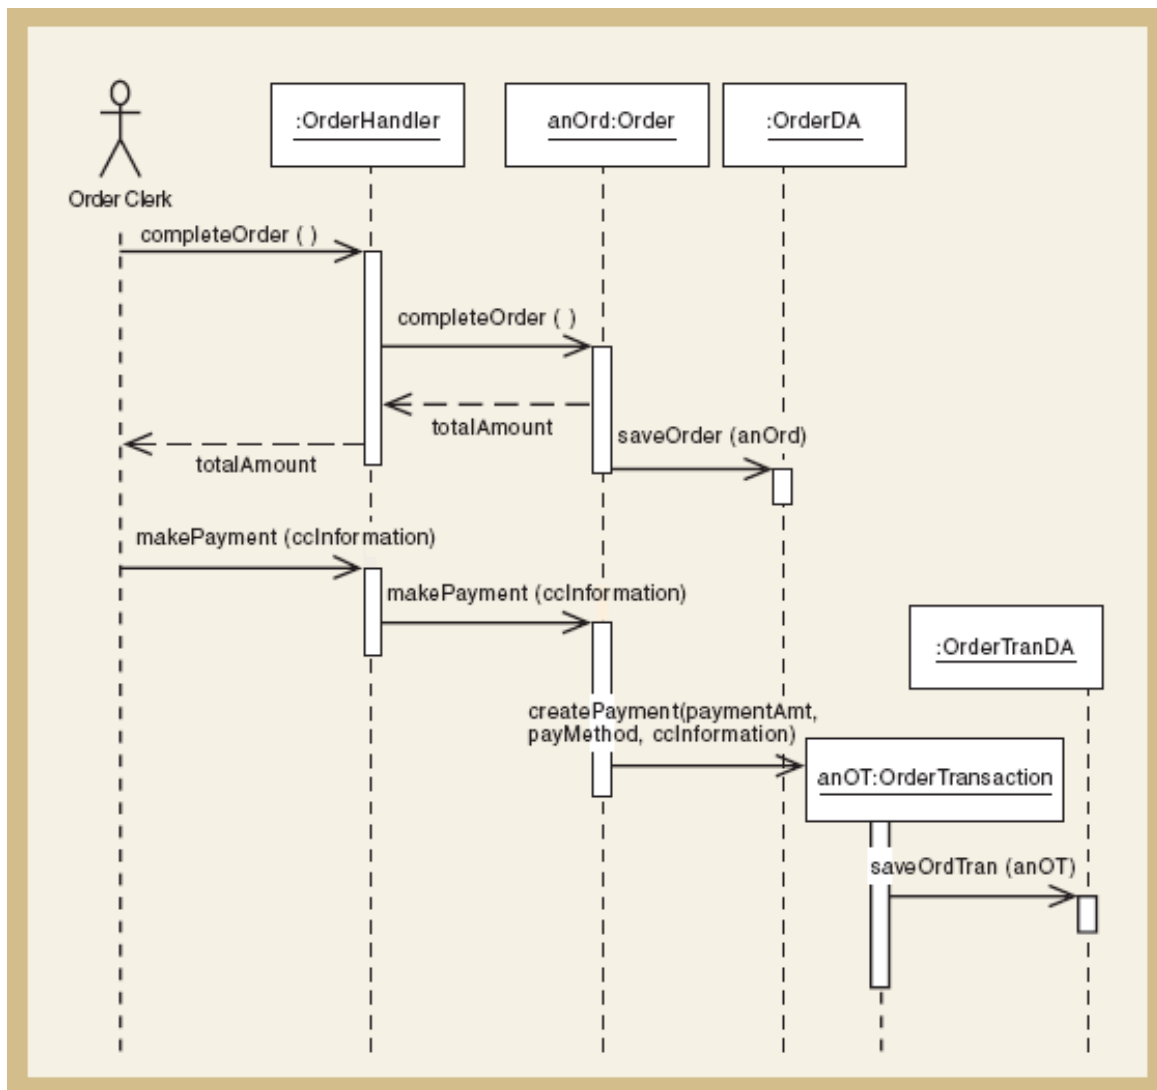 :OrderHandler
anOrd:Order
:OrderDA
Order Clerk
completeOrder ( )
completeOrder ( )
totalAmount
saveOrder (anOrd)
totalAmount
makePayment (ccInformation)
makePayment (ccInformation)
:OrderTranDA
createPayment(paymentAmt,
payMethod, ccInformation)
anOT:OrderTransaction
saveOrdTran (anOT)